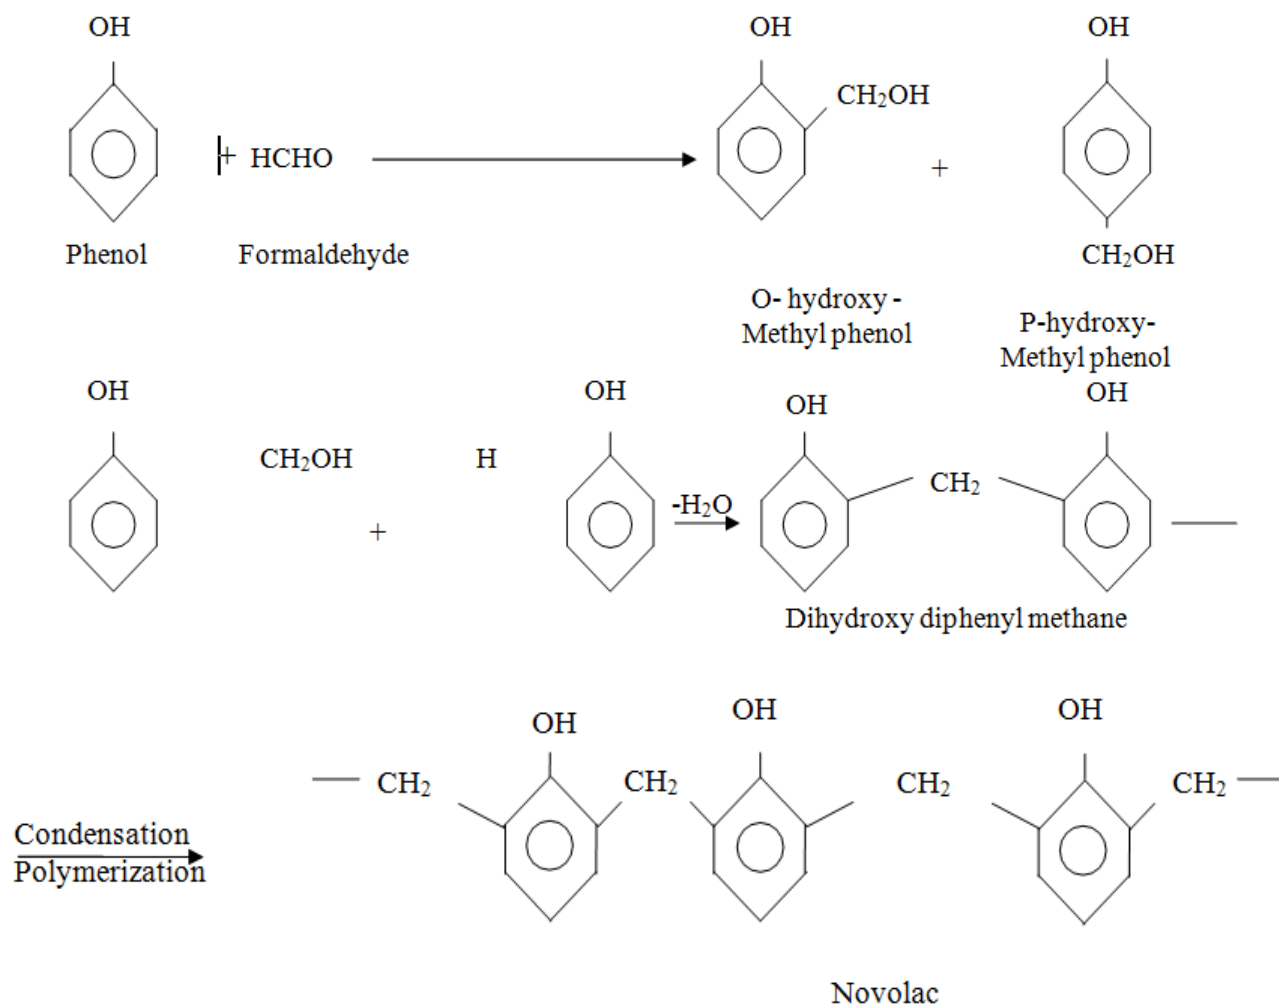 OH
OH
OH
CH₂OH
+ HCHO
+
Phenol
Formaldehyde
CH₂OH
O- hydroxy -
Methyl phenol
P-hydroxy-
Methyl phenol
OH
OH
OH
OH
CH₂OH
H
CH₂
+
-H₂O
Dihydroxy diphenyl methane
OH
OH
OH
CH₂
CH₂
CH₂
CH₂
Condensation
Polymerization
Novolac